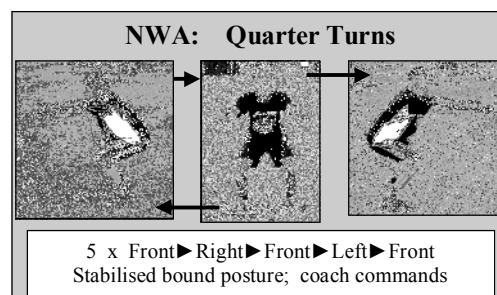 NWA: Quarter Turns
5 x Front►Right►Front►Left►Front
Stabilised bound posture; coach commands